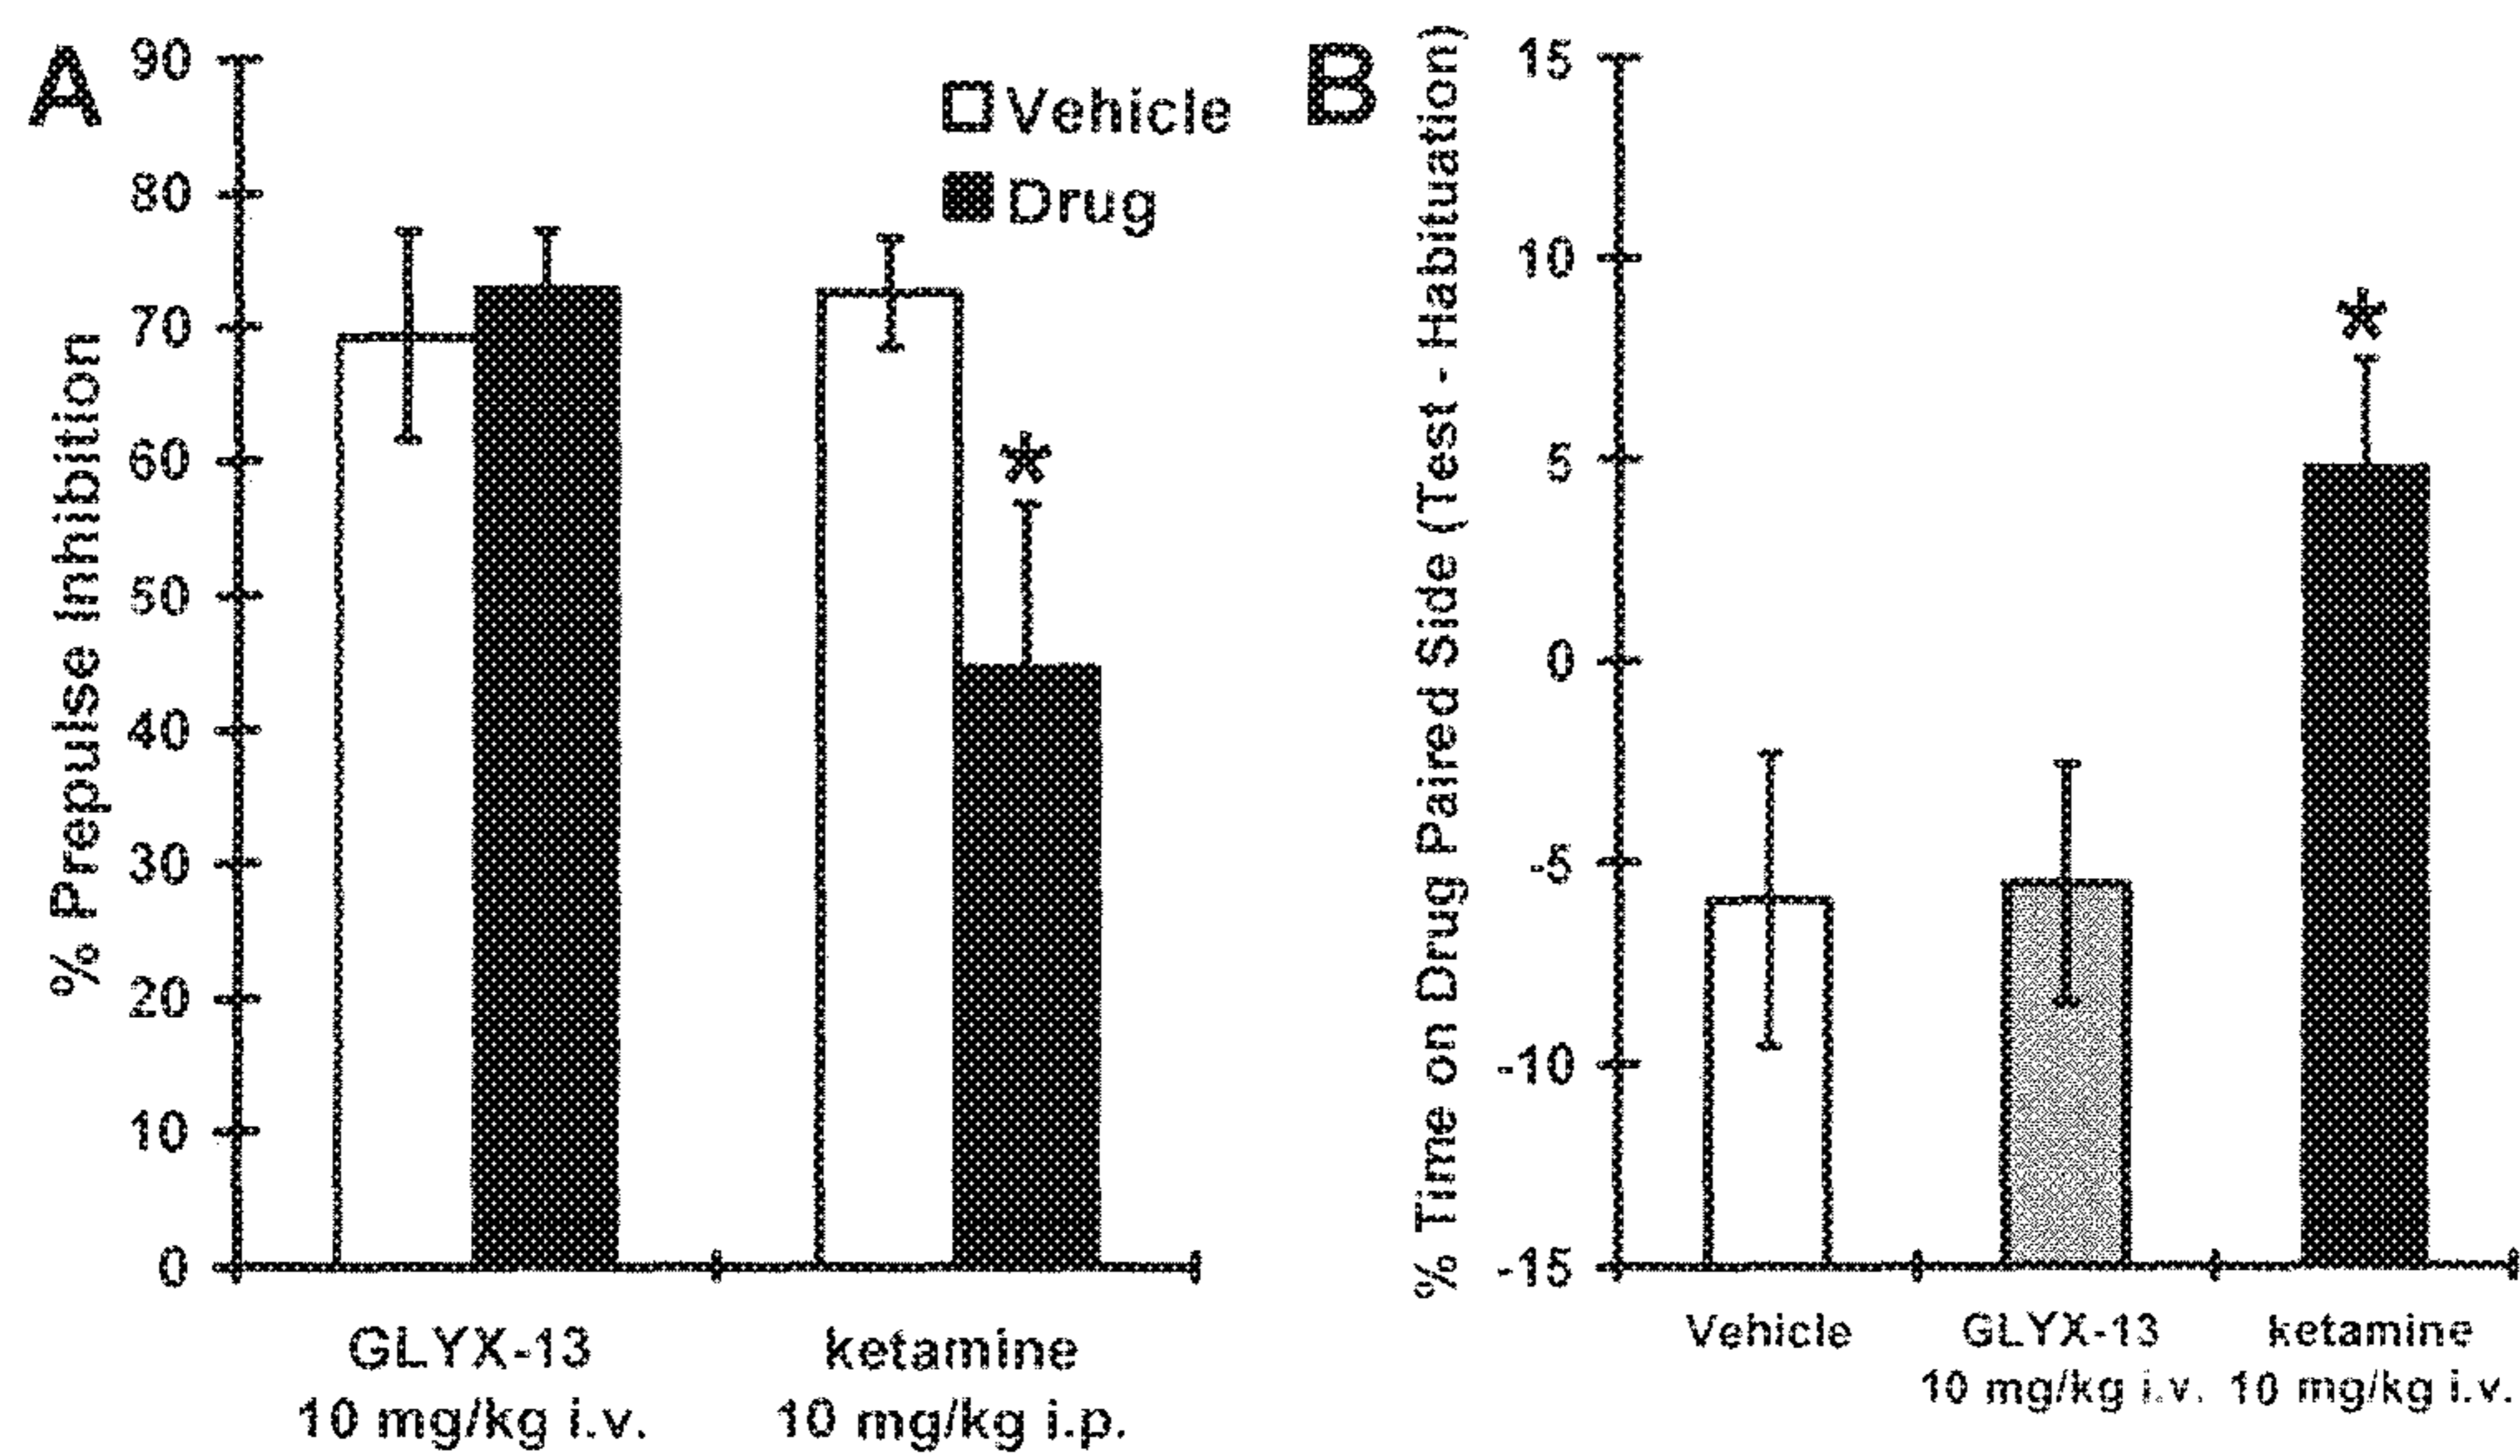 A
% Prepulse Inhibition
90
80
70
60
50
40
30
20
10
0
Vehicle
Drug
*
GLYX-13
10 mg/kg i.v.
ketamine
10 mg/kg i.p.
B
% Time on Drug Paired Side (Test - Habituation)
15
10
5
0
-5
-10
-15
*
Vehicle
GLYX-13
10 mg/kg i.v.
ketamine
10 mg/kg i.v.